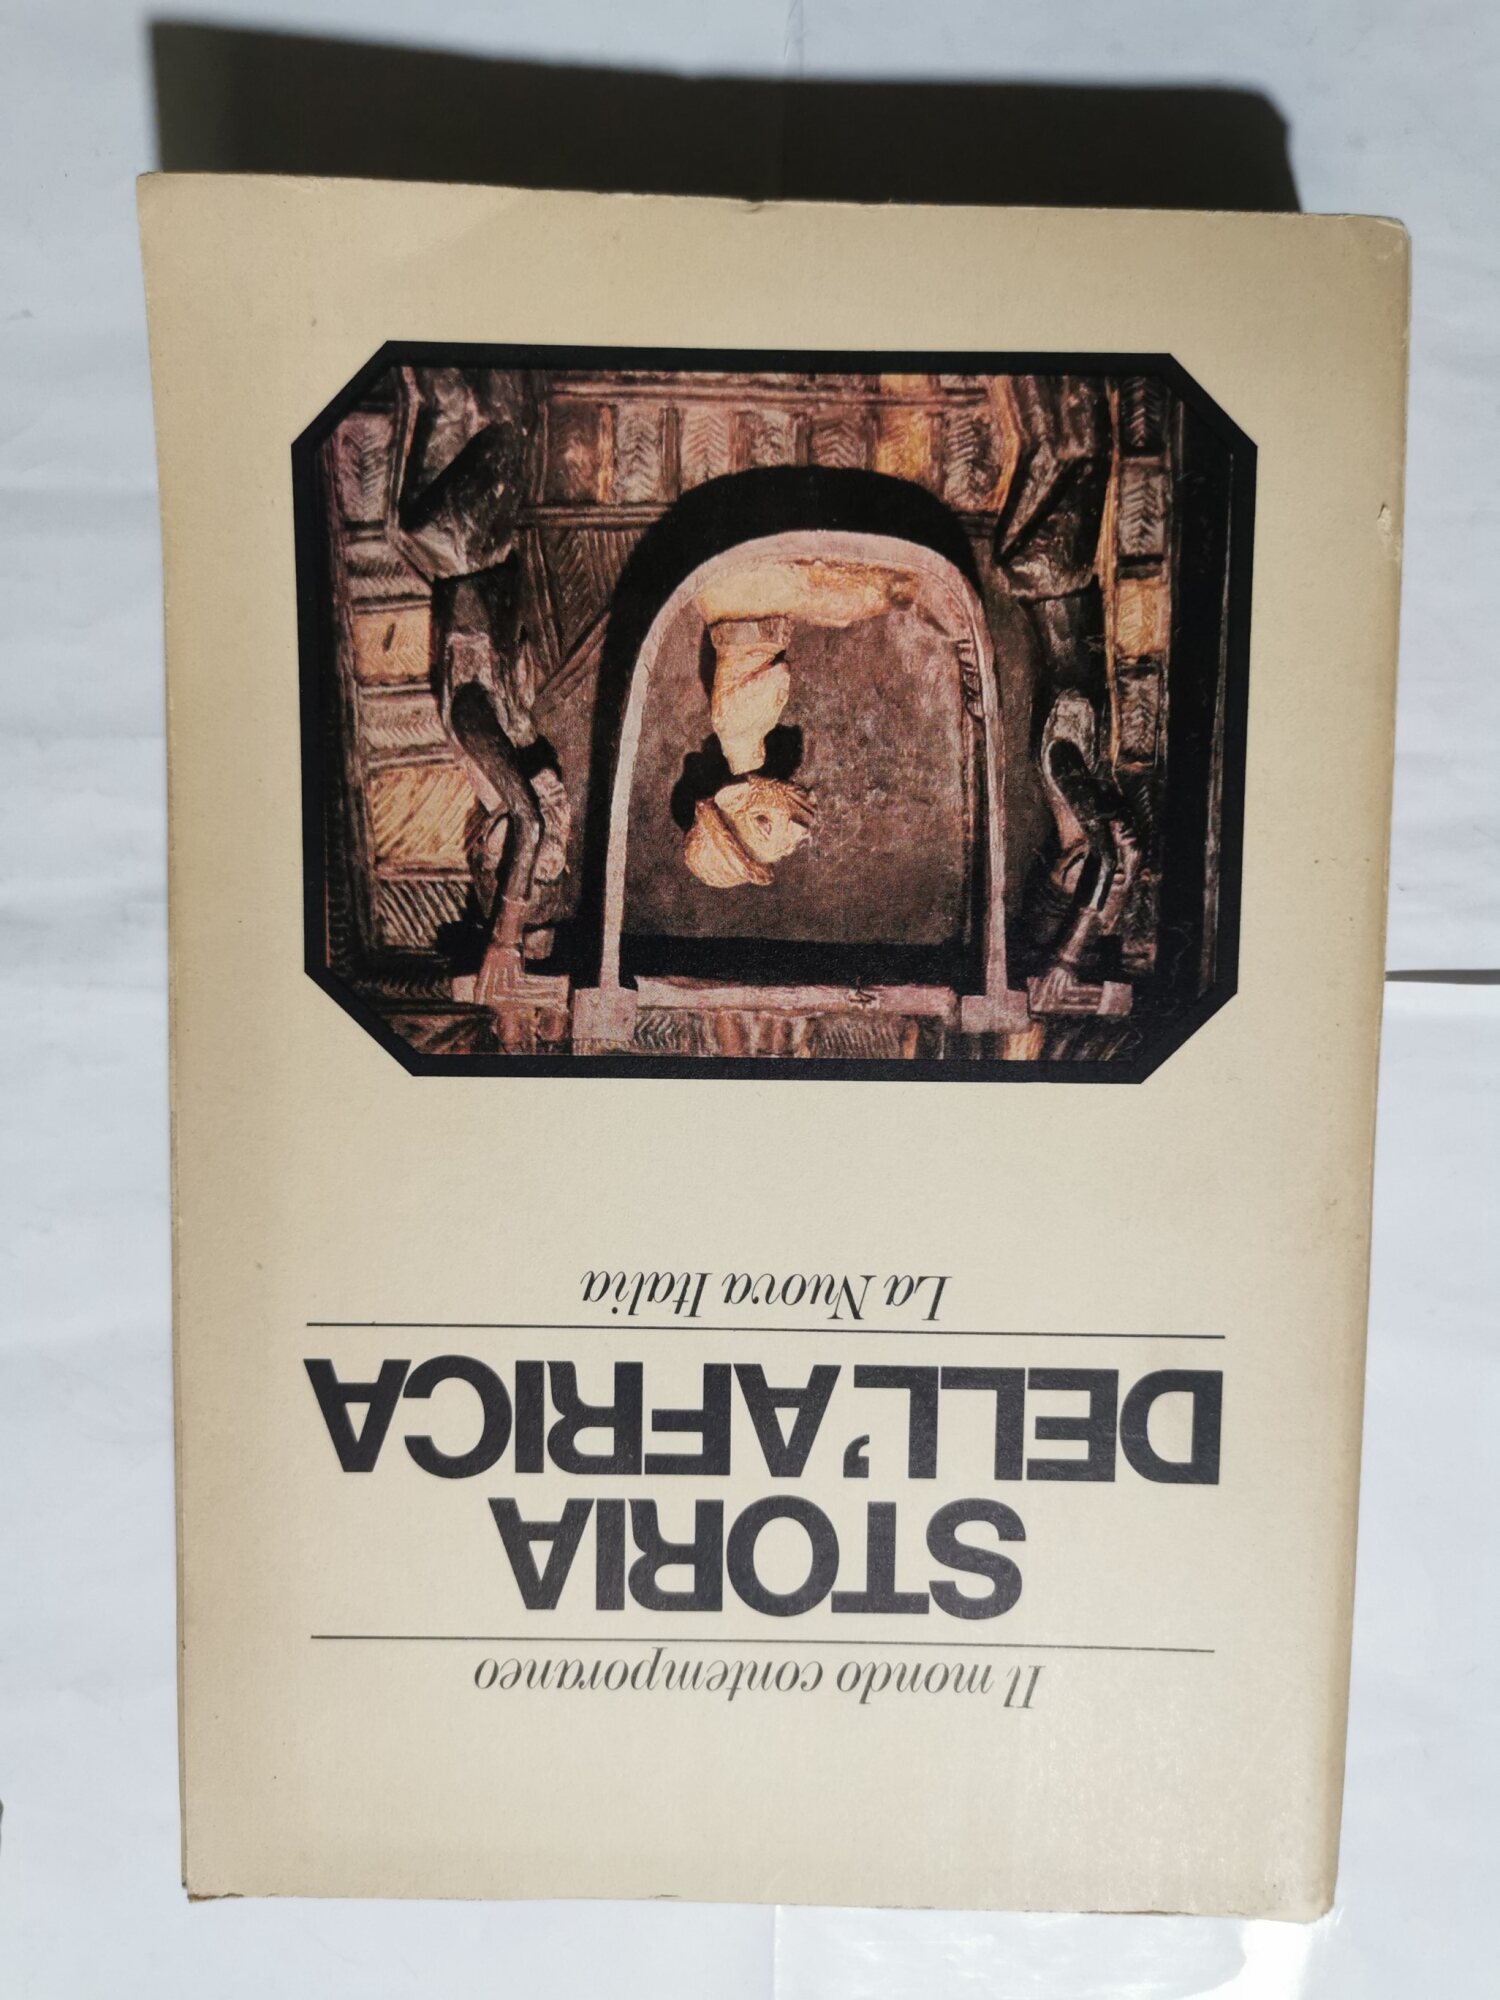 Il mondo contemporaneo
STORIA
DELL'AFRICA
La Nuova Italia